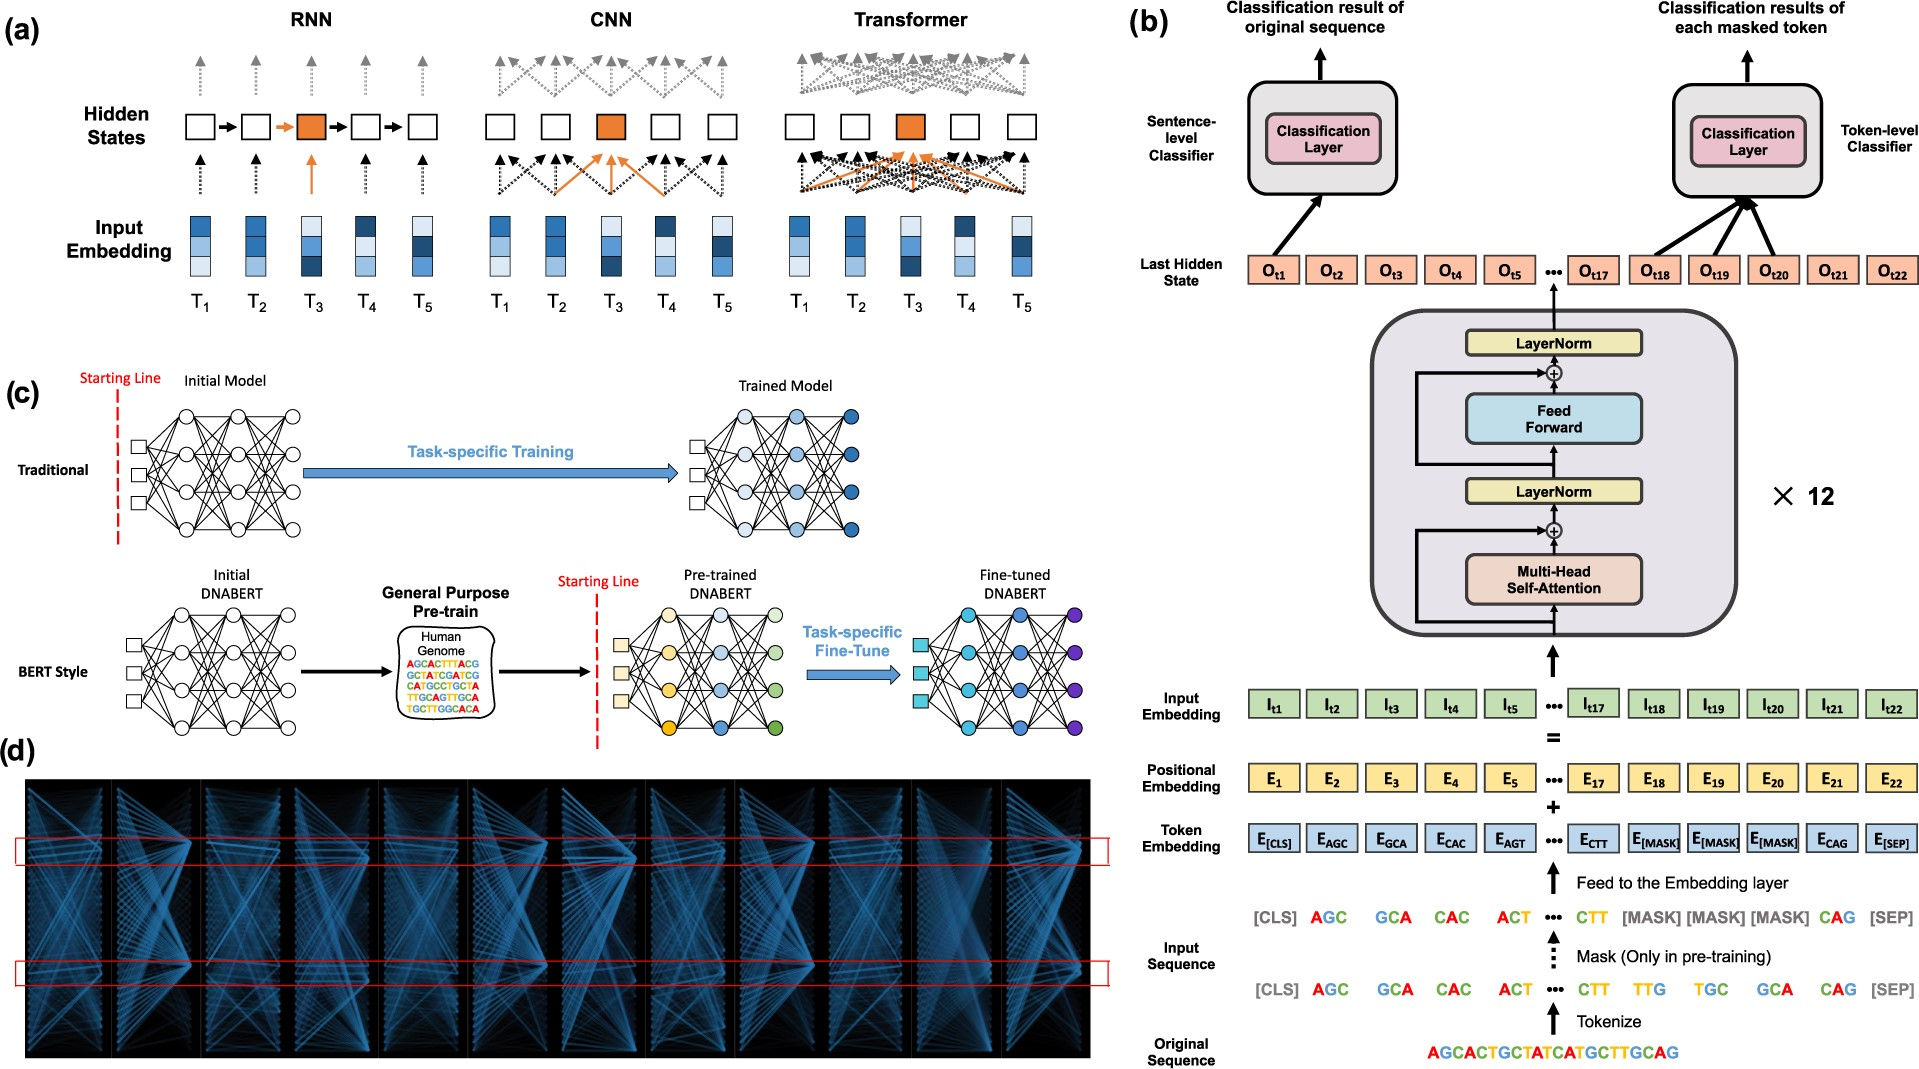 (a)
RNN
CNN
Transformer
Hidden
States
Input
Embedding
T1 T2 T3 T4 T5
T1 T2 T3 T4 T5
T1 T2 T3 T4 T5
(b)
Classification result of
original sequence
Classification results of
each masked token
Sentence-
level
Classifier
Classification
Layer
Classification
Layer
Token-level
Classifier
Last Hidden
State
Ot1 Ot2 Ot3 Ot4 Ot5 ... Ot17 Ot18 Ot19 Ot20 Ot21 Ot22
LayerNorm
+
Feed
Forward
LayerNorm
+
Multi-Head
Self-Attention
× 12
Input
Embedding
It1 It2 It3 It4 It5 ... It17 It18 It19 It20 It21 It22
=
Positional
Embedding
E1 E2 E3 E4 E5 ... E17 E18 E19 E20 E21 E22
+
Token
Embedding
E[CLS] EAGC EGCA ECAC EAGT ... ECTT E[MASK] E[MASK] E[MASK] ECAG E[SEP]
Feed to the Embedding layer
[CLS] AGC GCA CAC ACT ... CTT [MASK] [MASK] [MASK] CAG [SEP]
Input
Sequence
Mask (Only in pre-training)
[CLS] AGC GCA CAC ACT ... CTT TTG TGC GCA CAG [SEP]
Tokenize
Original
Sequence
AGCACTGCTATCATGCTTGCAG
(c)
Starting Line
Initial Model
Trained Model
Traditional
Task-specific Training
Initial
DNABERT
General Purpose
Pre-train
Human
Genome
AGCACTTTACG
GCTATCGATCG
CATGCCTGCTA
TTGCAGTTGCA
TGCTTGGCACA
Starting Line
Pre-trained
DNABERT
Task-specific
Fine-Tune
Fine-tuned
DNABERT
BERT Style
(d)